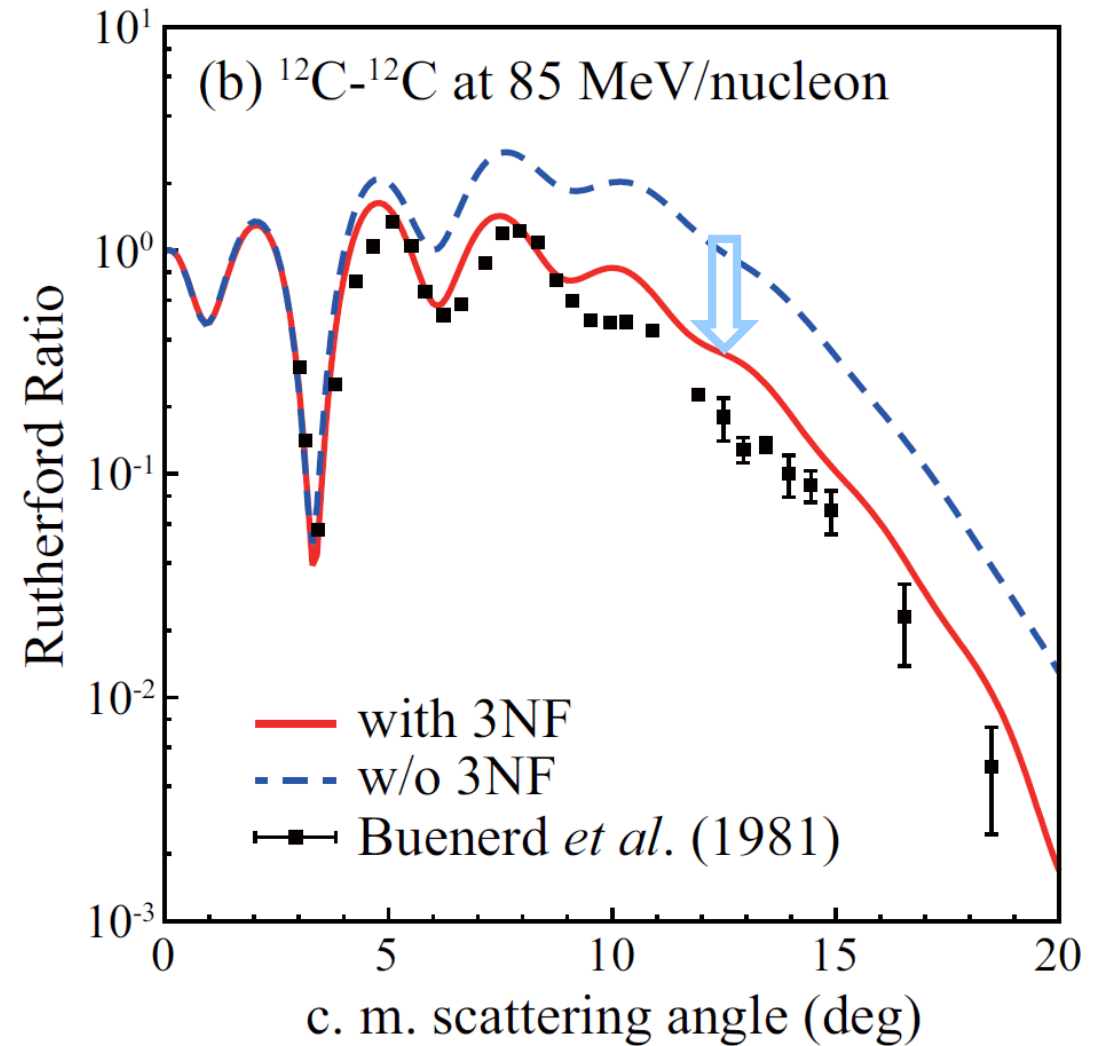 (b) ¹²C-¹²C at 85 MeV/nucleon
Rutherford Ratio
10¹
10⁰
10⁻¹
10⁻²
10⁻³
with 3NF
w/o 3NF
Buenerd et al. (1981)
0 5 10 15 20
c. m. scattering angle (deg)